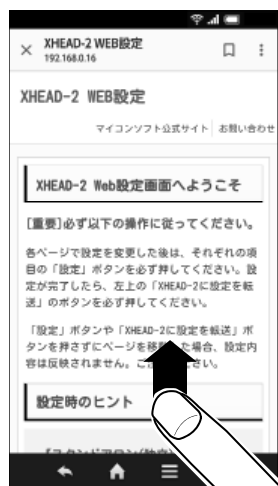 XHEAD-2 WEB設定
192.168.0.16
XHEAD-2 WEB設定
マイコンソフト公式サイト お問い合わせ
XHEAD-2 Web設定画面へようこそ
[重要]必ず以下の操作に従ってください。
各ページで設定を変更した後は、それぞれの項
目の「設定」ボタンを必ず押してください。設
定が完了したら、左上の「XHEAD-2に設定を転
送」のボタンを必ず押してください。
「設定」ボタンや「XHEAD-2に設定を転送」ボ
タンを押さずにページを移 た場合、設定内
容は反映されません。 さい。
設定時のヒント